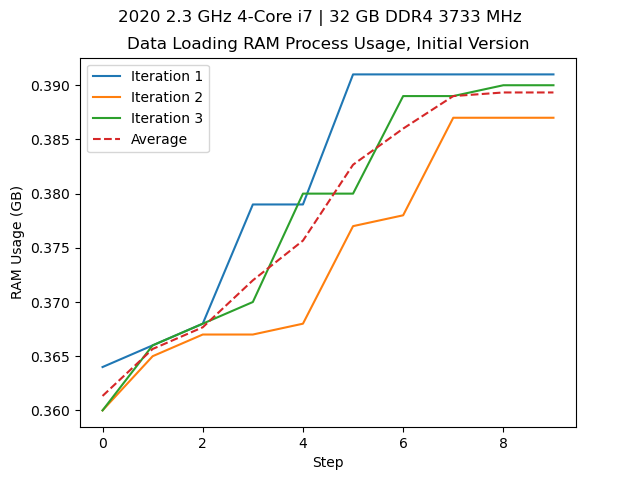 2020 2.3 GHz 4-Core i7 | 32 GB DDR4 3733 MHz
Data Loading RAM Process Usage, Initial Version
Iteration 1
Iteration 2
Iteration 3
Average
RAM Usage (GB)
0.390
0.385
0.380
0.375
0.370
0.365
0.360
0 2 4 6 8
Step